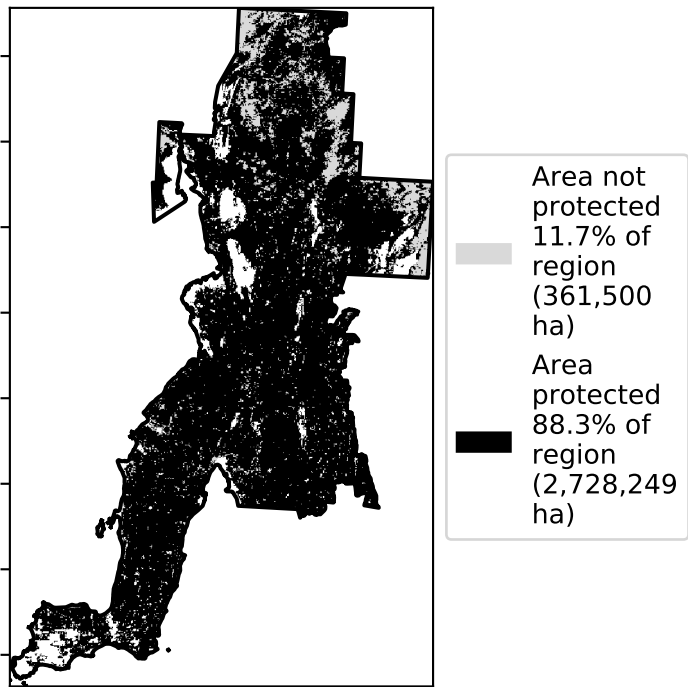 Area not
protected
11.7% of
region
(361,500
ha)
Area
protected
88.3% of
region
(2,728,249
ha)